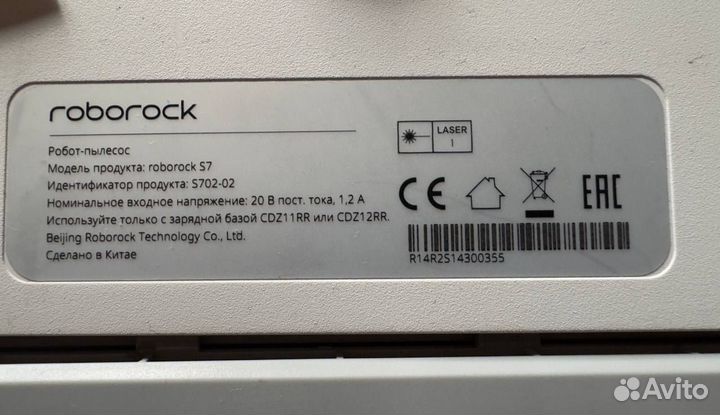 roborock
Робот-пылесос
Модель продукта: roborock S7
Идентификатор продукта: S702-02
Номинальное входное напряжение: 20 В пост. тока, 1,2 А
Используйте только с зарядной базой CDZ11RR или CDZ12RR.
Beijing Roborock Technology Co., Ltd.
Сделано в Китае
LASER
1
CE
EAC
R14R2S14300355
Avito